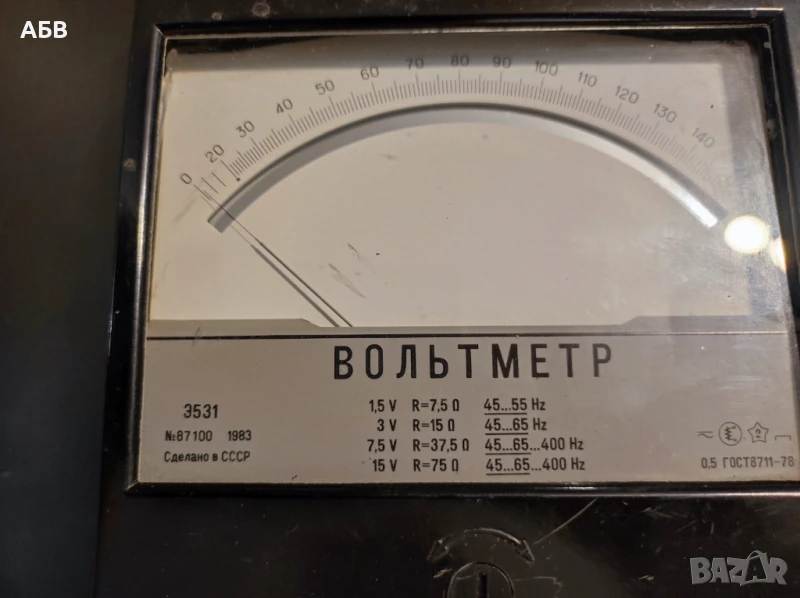 АБВ
0 20 30 40 50 60 70 80 90 100 110 120 130 140
ВОЛЬТМЕТР
Э531
№87100 1983
Сделано в СССР
1,5 V R=7,5 Ω 45...55 Hz
3 V R=15 Ω 45...65 Hz
7,5 V R=37,5 Ω 45...65...400 Hz
15 V R=75 Ω 45...65...400 Hz
2
0,5 ГОСТ8711-78
BAZAR